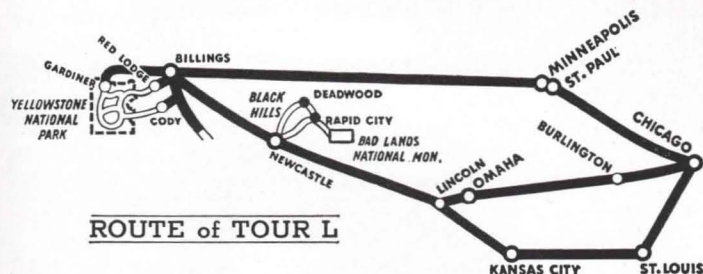 RED LODGE
BILLINGS
GARDINER
YELLOWSTONE
NATIONAL
PARK
CODY
MINNEAPOLIS
ST. PAUL
BLACK
HILLS
DEADWOOD
RAPID CITY
BAD LANDS
NATIONAL MON.
NEWCASTLE
CHICAGO
BURLINGTON
LINCOLN
OMAHA
KANSAS CITY
ST. LOUIS
ROUTE of TOUR L